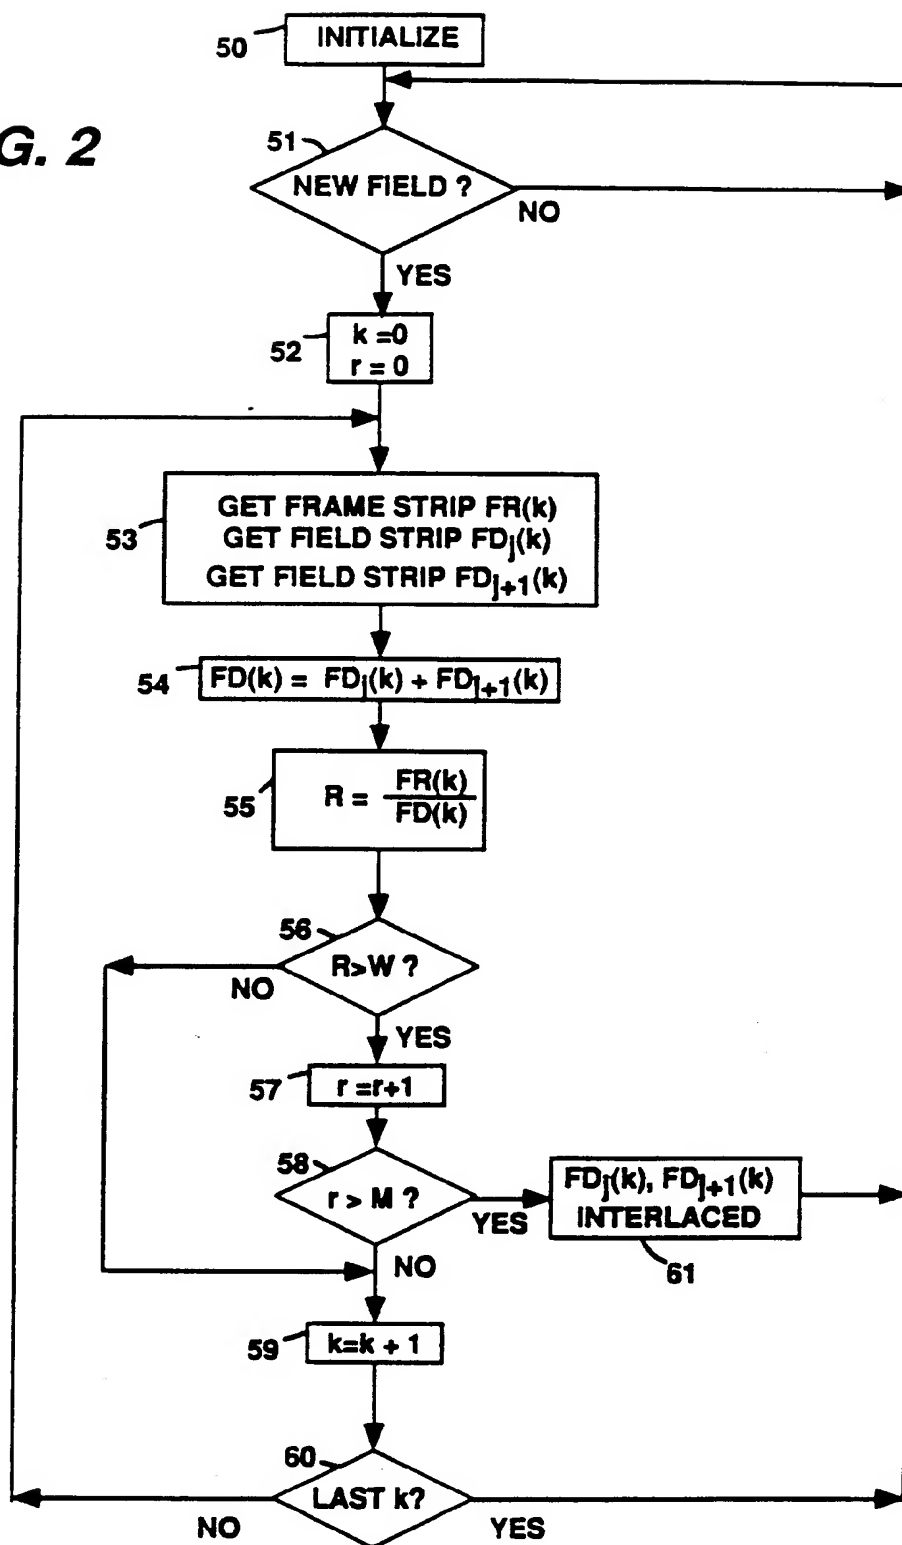 50 INITIALIZE
G. 2
51
NEW FIELD ?
NO
YES
52
k =0
r = 0
53
GET FRAME STRIP FR(k)
GET FIELD STRIP FDj(k)
GET FIELD STRIP FDj+1(k)
54 FD(k) = FDj(k) + FDj+1(k)
55
R = FR(k)
FD(k)
56
R>W ?
NO
YES
57 r =r+1
58
r > M ?
YES
NO
FDj(k), FDj+1(k)
INTERLACED
61
59 k=k + 1
60
LAST k?
NO
YES